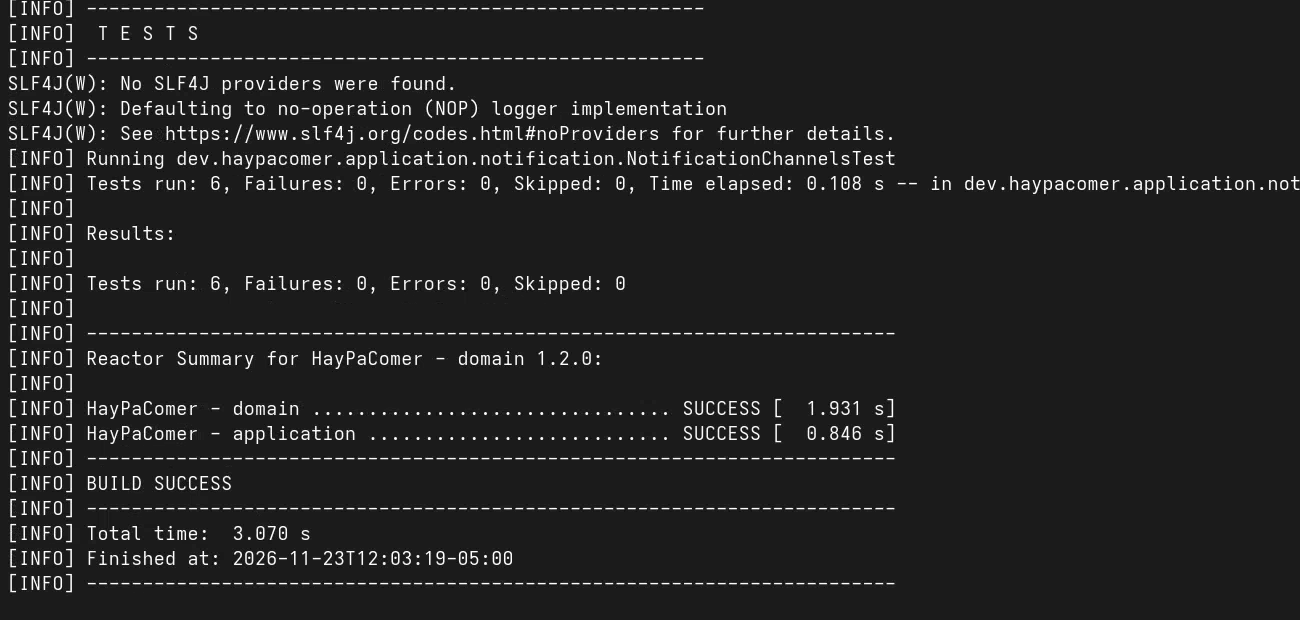 [INFO] -------------------------------------------------------
[INFO]  T E S T S
[INFO] -------------------------------------------------------
SLF4J(W): No SLF4J providers were found.
SLF4J(W): Defaulting to no-operation (NOP) logger implementation
SLF4J(W): See https://www.slf4j.org/codes.html#noProviders for further details.
[INFO] Running dev.haypacomer.application.notification.NotificationChannelsTest
[INFO] Tests run: 6, Failures: 0, Errors: 0, Skipped: 0, Time elapsed: 0.108 s -- in dev.haypacomer.application.not
[INFO]
[INFO] Results:
[INFO]
[INFO] Tests run: 6, Failures: 0, Errors: 0, Skipped: 0
[INFO]
[INFO] ------------------------------------------------------------------------
[INFO] Reactor Summary for HayPaComer - domain 1.2.0:
[INFO]
[INFO] HayPaComer - domain ................................ SUCCESS [  1.931 s]
[INFO] HayPaComer - application ........................... SUCCESS [  0.846 s]
[INFO] ------------------------------------------------------------------------
[INFO] BUILD SUCCESS
[INFO] ------------------------------------------------------------------------
[INFO] Total time:  3.070 s
[INFO] Finished at: 2026-11-23T12:03:19-05:00
[INFO] ------------------------------------------------------------------------